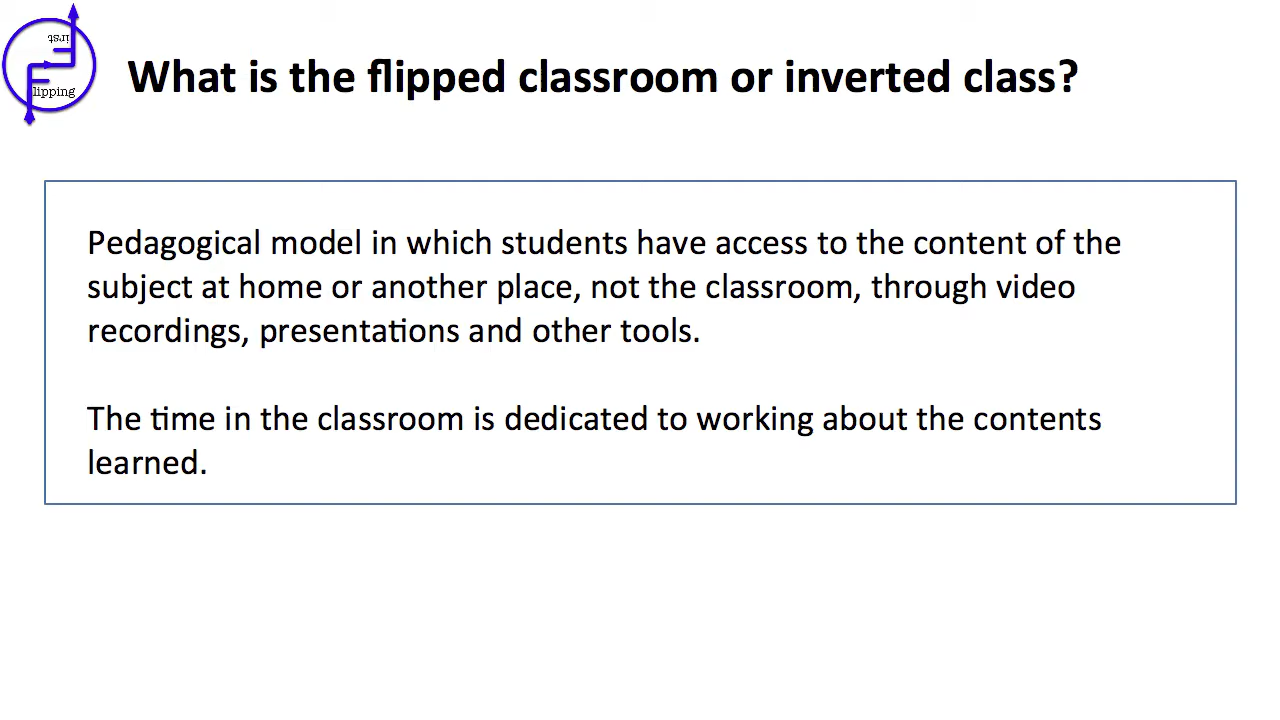 irst
lipping
What is the flipped classroom or inverted class?
Pedagogical model in which students have access to the content of the
subject at home or another place, not the classroom, through video
recordings, presentations and other tools.
The time in the classroom is dedicated to working about the contents
learned.